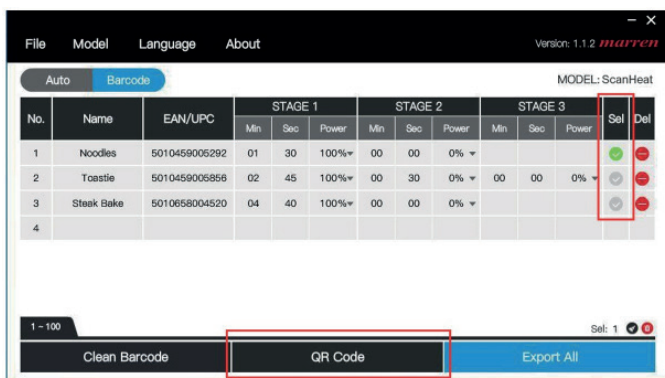 File Model Language About Version: 1.1.2 marren
Auto Barcode MODEL: ScanHeat
No. Name EAN/UPC STAGE 1 STAGE 2 STAGE 3 Sel Del
Min Sec Power Min Sec Power Min Sec Power
1 Noodles 5010459005292 01 30 100% 00 00 0%
2 Toastie 5010459005856 02 45 100% 00 30 0% 00 00 0%
3 Steak Bake 5010658004520 04 40 100% 00 00 0%
4
1 - 100 Sel: 1
Clean Barcode QR Code Export All